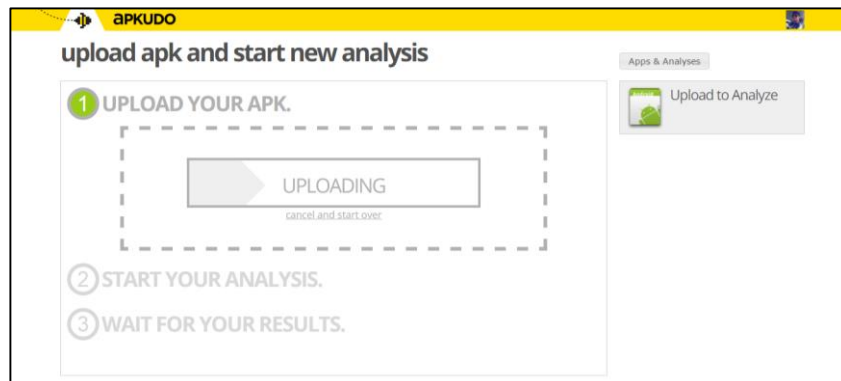 aPKUDO
upload apk and start new analysis
Apps & Analyses
1 UPLOAD YOUR APK.
Upload to Analyze
UPLOADING
cancel and start over
2 START YOUR ANALYSIS.
3 WAIT FOR YOUR RESULTS.